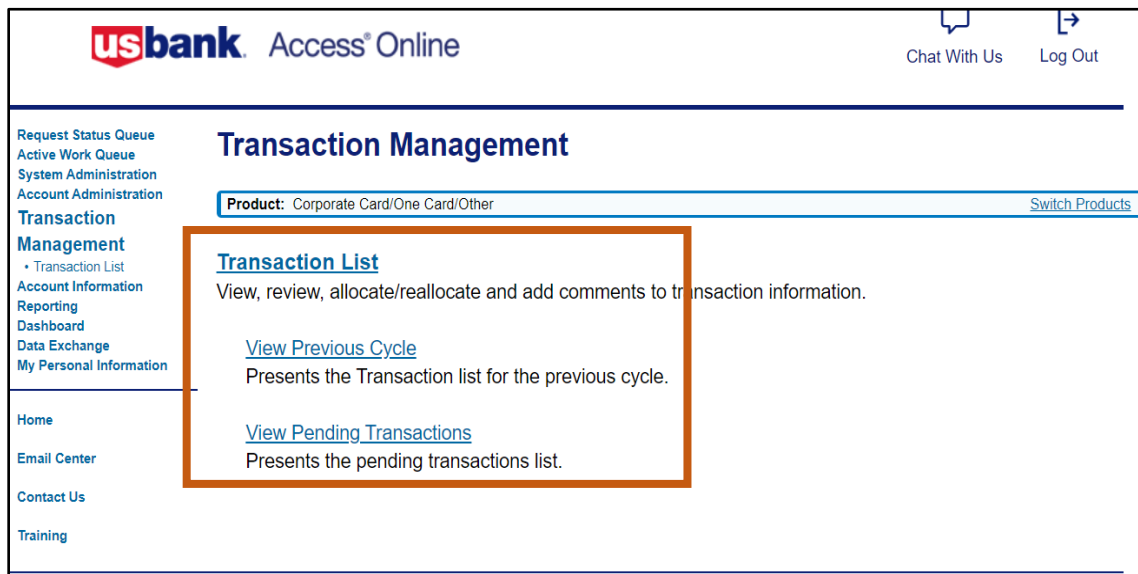 usbank. Access® Online
Chat With Us
Log Out
Request Status Queue
Active Work Queue
System Administration
Account Administration
Transaction
Management
• Transaction List
Account Information
Reporting
Dashboard
Data Exchange
My Personal Information
Home
Email Center
Contact Us
Training
Transaction Management
Product: Corporate Card/One Card/Other
Switch Products
Transaction List
View, review, allocate/reallocate and add comments to transaction information.
View Previous Cycle
Presents the Transaction list for the previous cycle.
View Pending Transactions
Presents the pending transactions list.